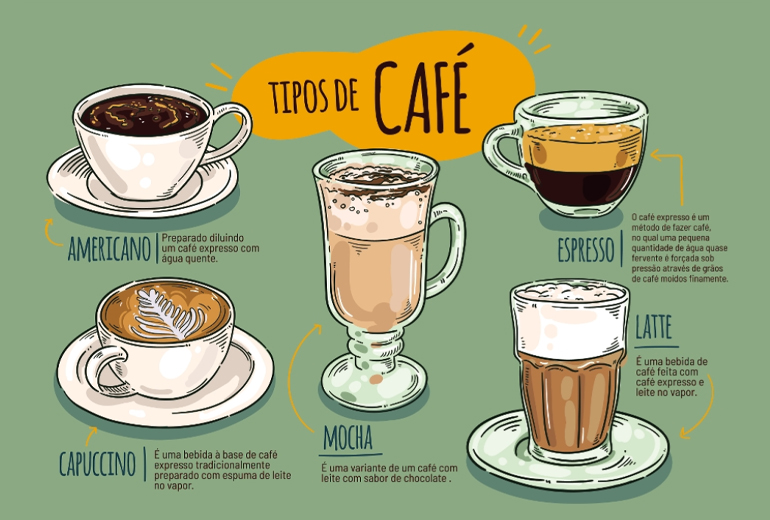 TIPOS DE CAFÉ
AMERICANO
Preparado diluindo
um café expresso com
água quente.
ESPRESSO
O café expresso é um
método de fazer café,
no qual uma pequena
quantidade de água quase
fervente é forçada sob
pressão através de grãos
de café moídos finamente.
CAPUCCINO
É uma bebida à base de café
expresso tradicionalmente
preparado com espuma de leite
no vapor.
MOCHA
É uma variante de um café com
leite com sabor de chocolate .
LATTE
É uma bebida de
café feita com
café expresso e
leite no vapor.